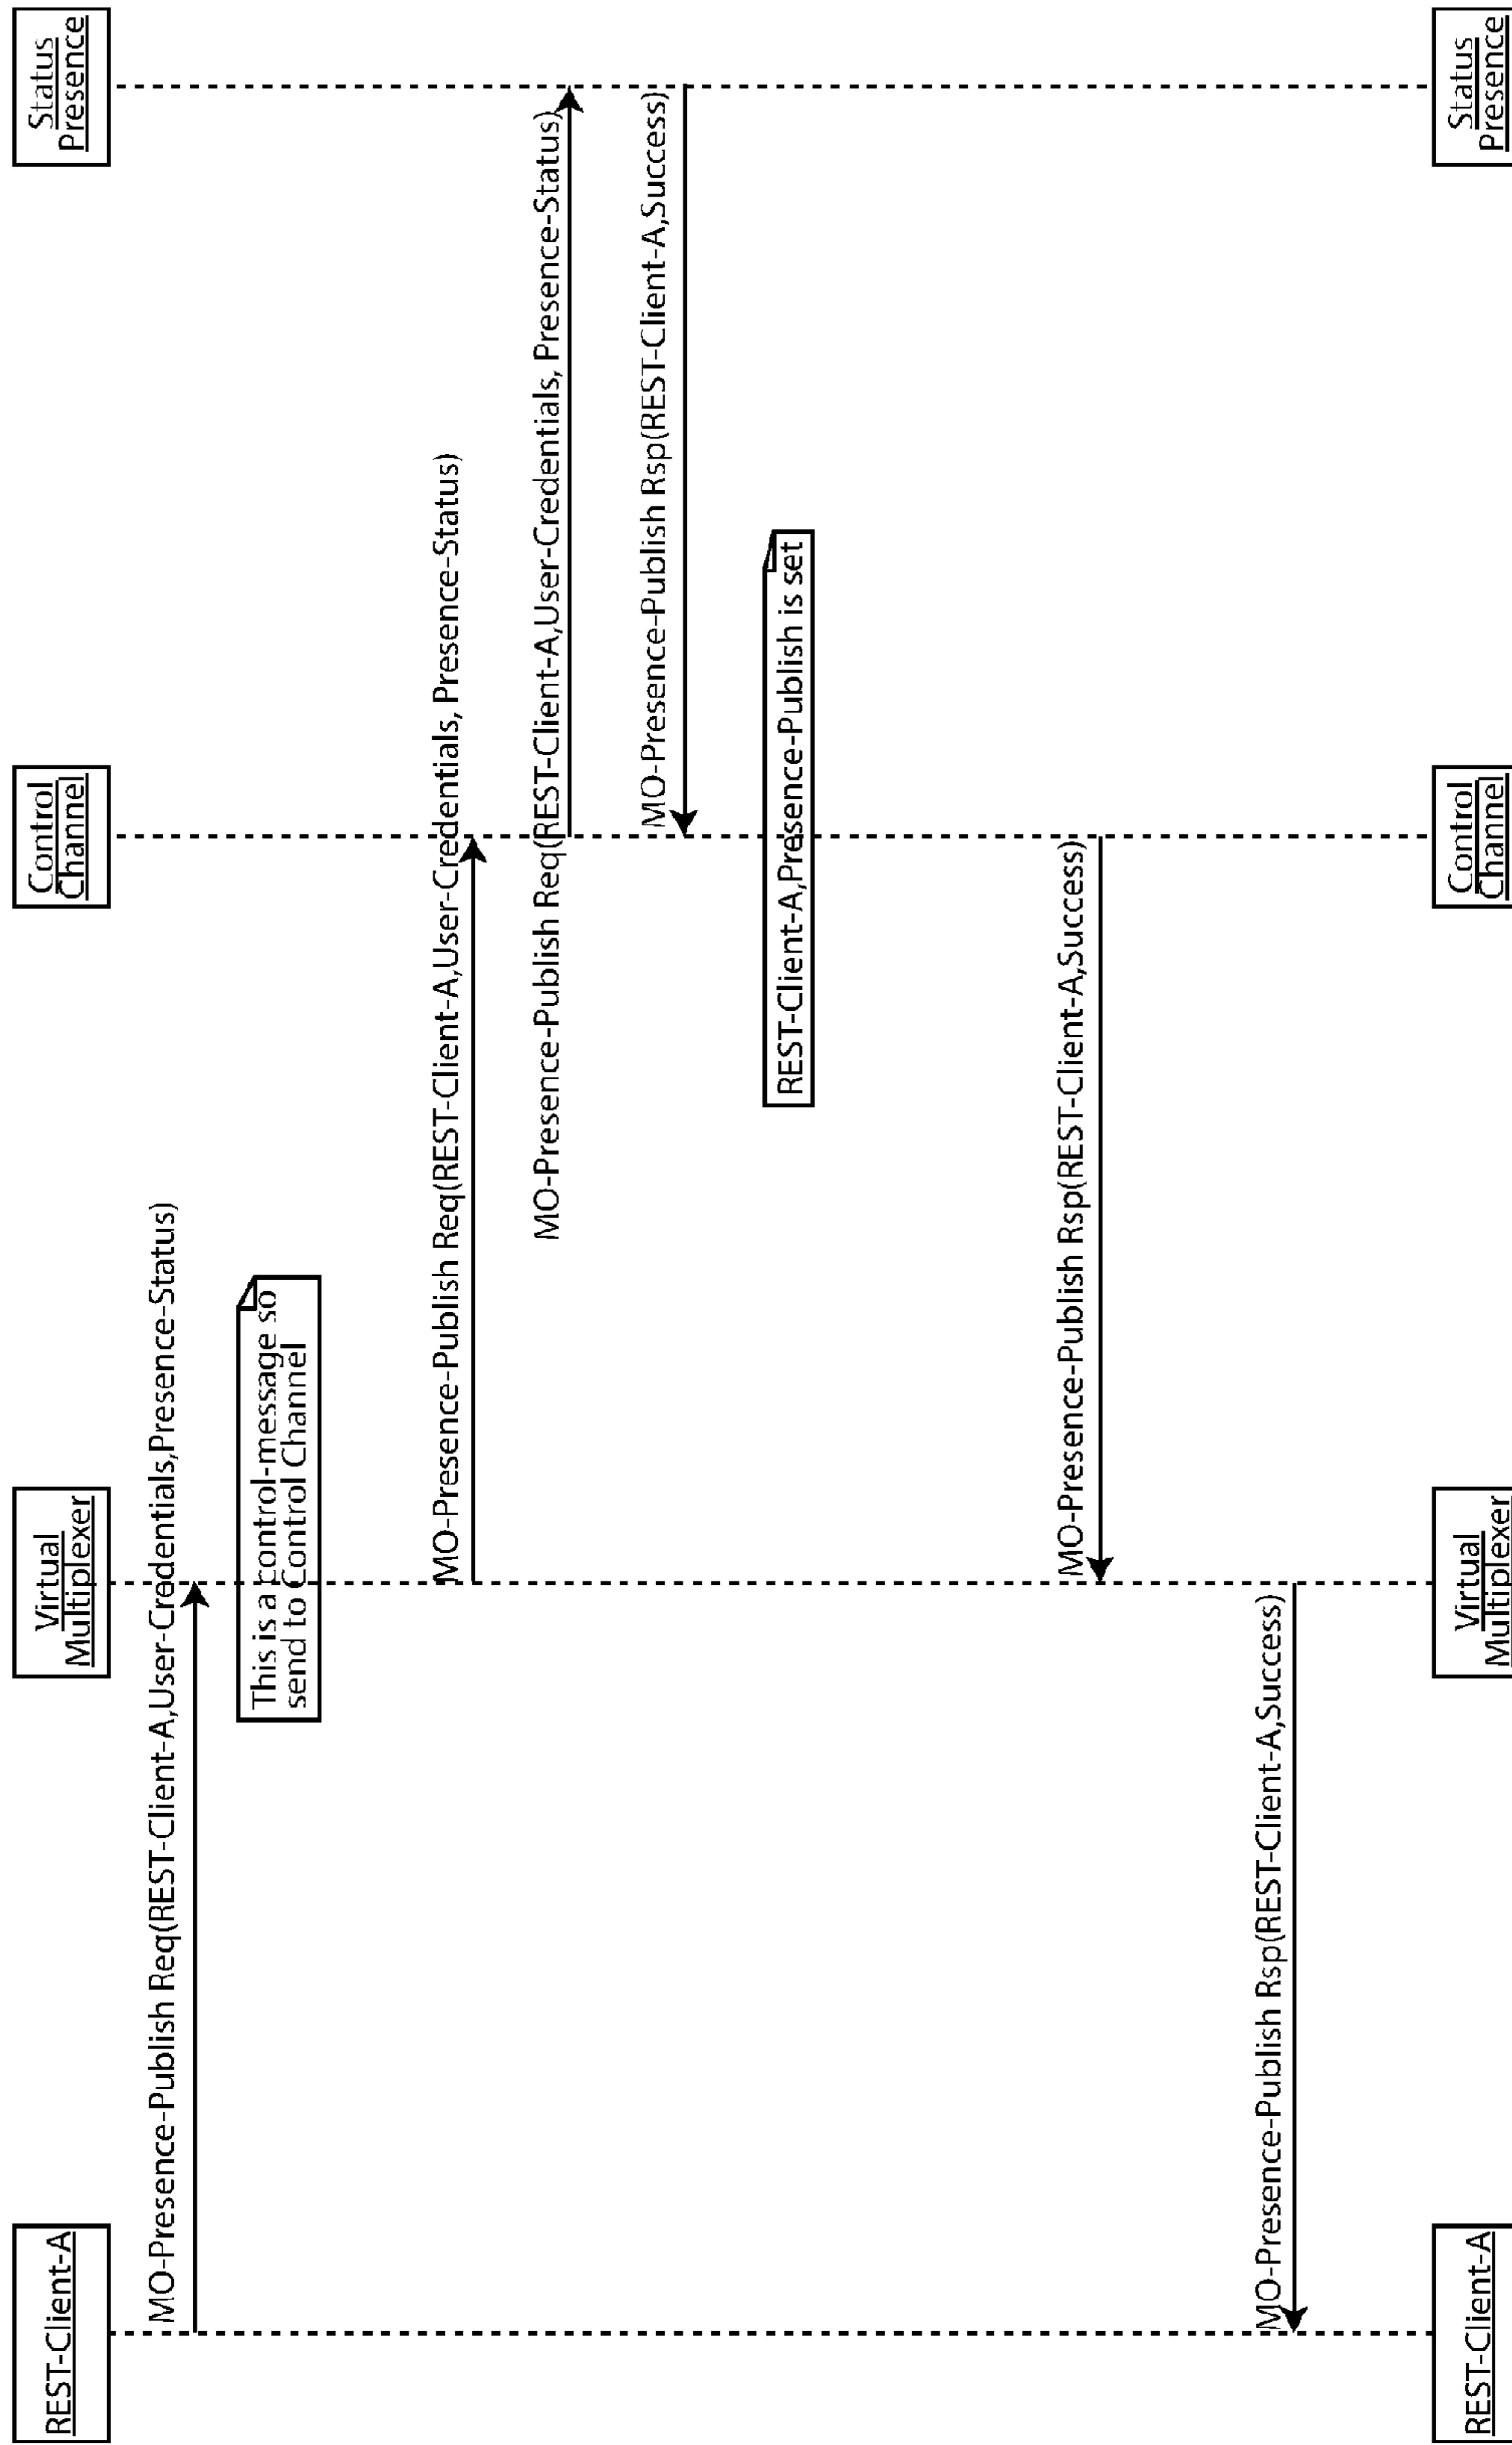 REST-Client-A
Virtual
Multiplexer
Control
Channel
Status
Presence
MO-Presence-Publish Req(REST-Client-A,User-Credentials,Presence-Status)
This is a control-message so
send to Control Channel
MO-Presence-Publish Req(REST-Client-A,User-Credentials, Presence-Status)
MO-Presence-Publish Req(REST-Client-A,User-Credentials, Presence-Status)
MO-Presence-Publish Rsp(REST-Client-A,Success)
REST-Client-A,Presence-Publish is set
MO-Presence-Publish Rsp(REST-Client-A,Success)
MO-Presence-Publish Rsp(REST-Client-A,Success)
REST-Client-A
Virtual
Multiplexer
Control
Channel
Status
Presence